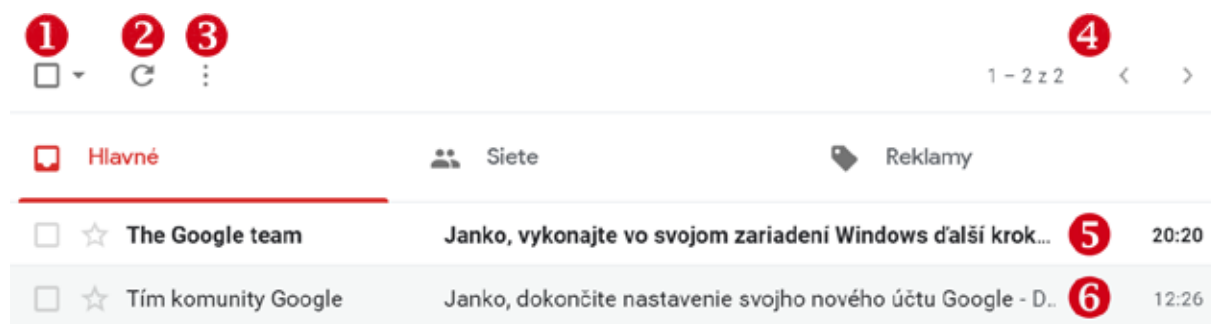 1 2 3 4
1 – 2 z 2
Hlavné Siete Reklamy
The Google team Janko, vykonajte vo svojom zariadení Windows ďalší krok... 5 20:20
Tím komunity Google Janko, dokončite nastavenie svojho nového účtu Google - D.. 6 12:26